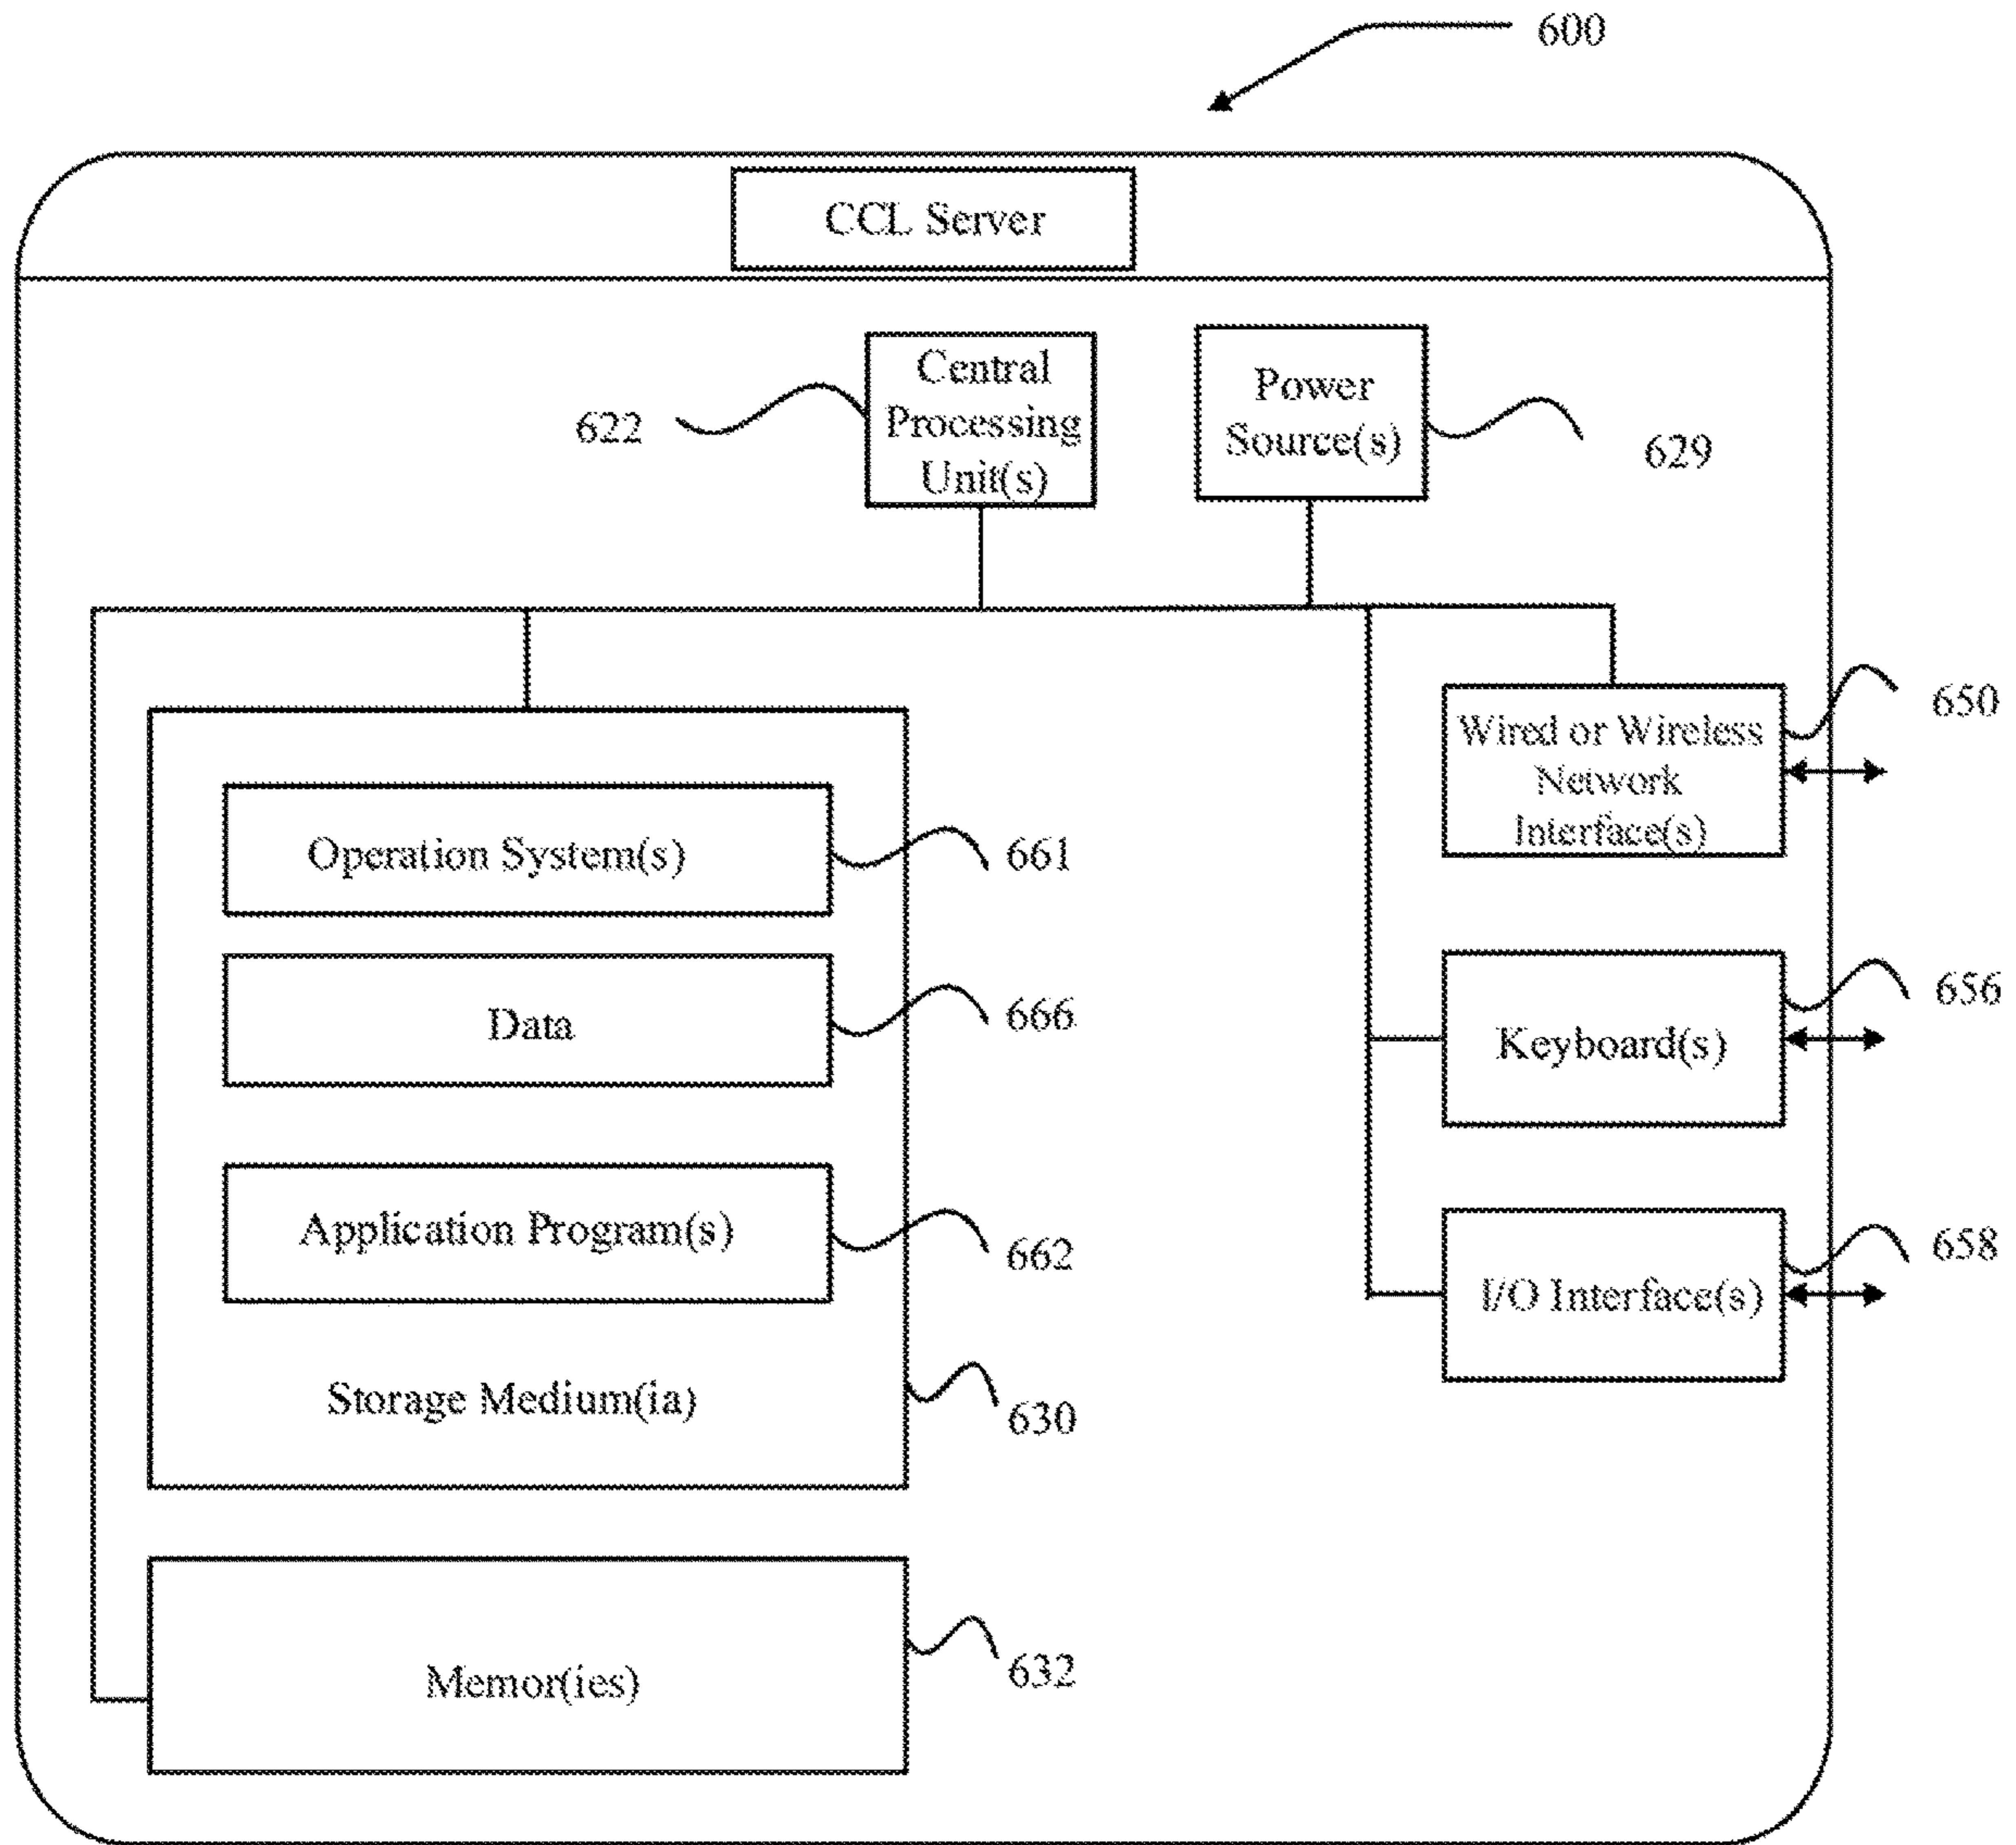 600
CCL Server
Central
Processing
Unit(s)
622
Power
Source(s)
629
Wired or Wireless
Network
Interface(s)
650
Operation System(s)
661
Data
666
Keyboard(s)
656
Application Program(s)
662
I/O Interface(s)
658
Storage Medium(ia)
630
Memor(ies)
632